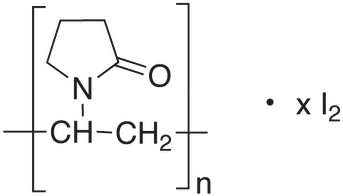 O
N
CH CH₂
n
· x I₂